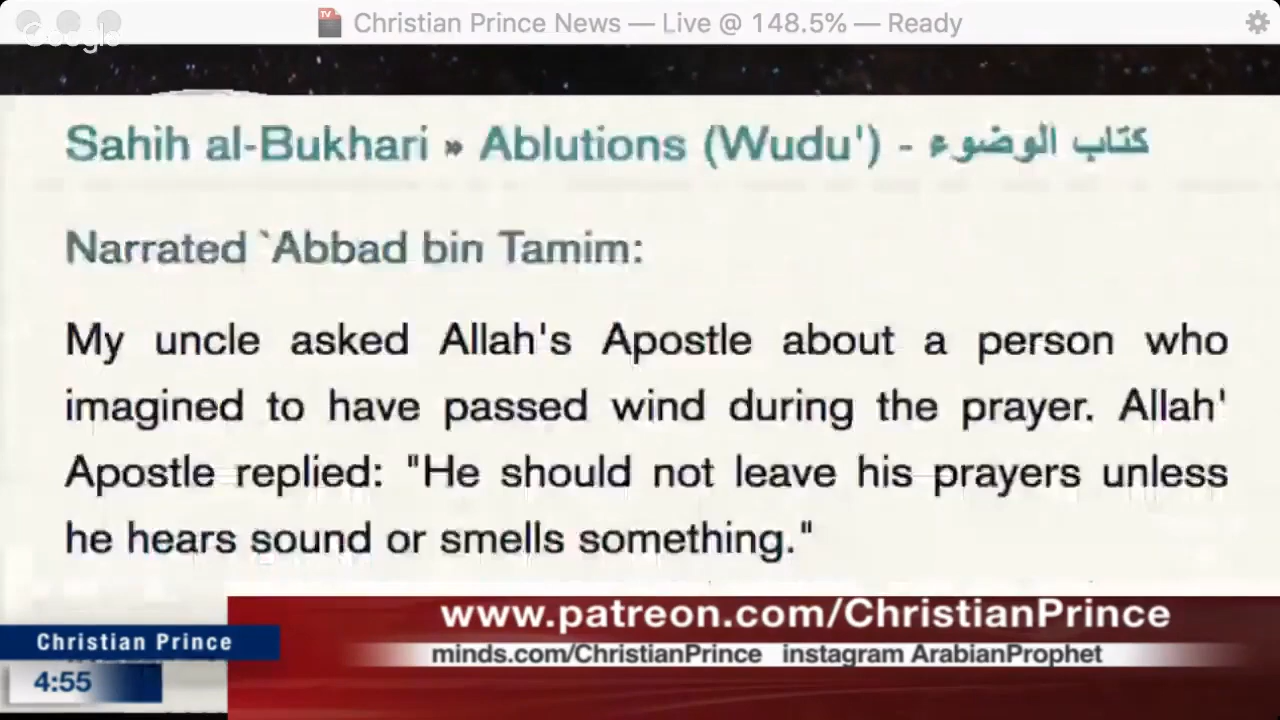 Christian Prince News — Live @ 148.5% — Ready
Google
Sahih al-Bukhari » Ablutions (Wudu') - كتاب الوضوء
Narrated `Abbad bin Tamim:
My uncle asked Allah's Apostle about a person who
imagined to have passed wind during the prayer. Allah'
Apostle replied: "He should not leave his prayers unless
he hears sound or smells something."
www.patreon.com/ChristianPrince
Christian Prince
minds.com/ChristianPrince instagram ArabianProphet
4:55